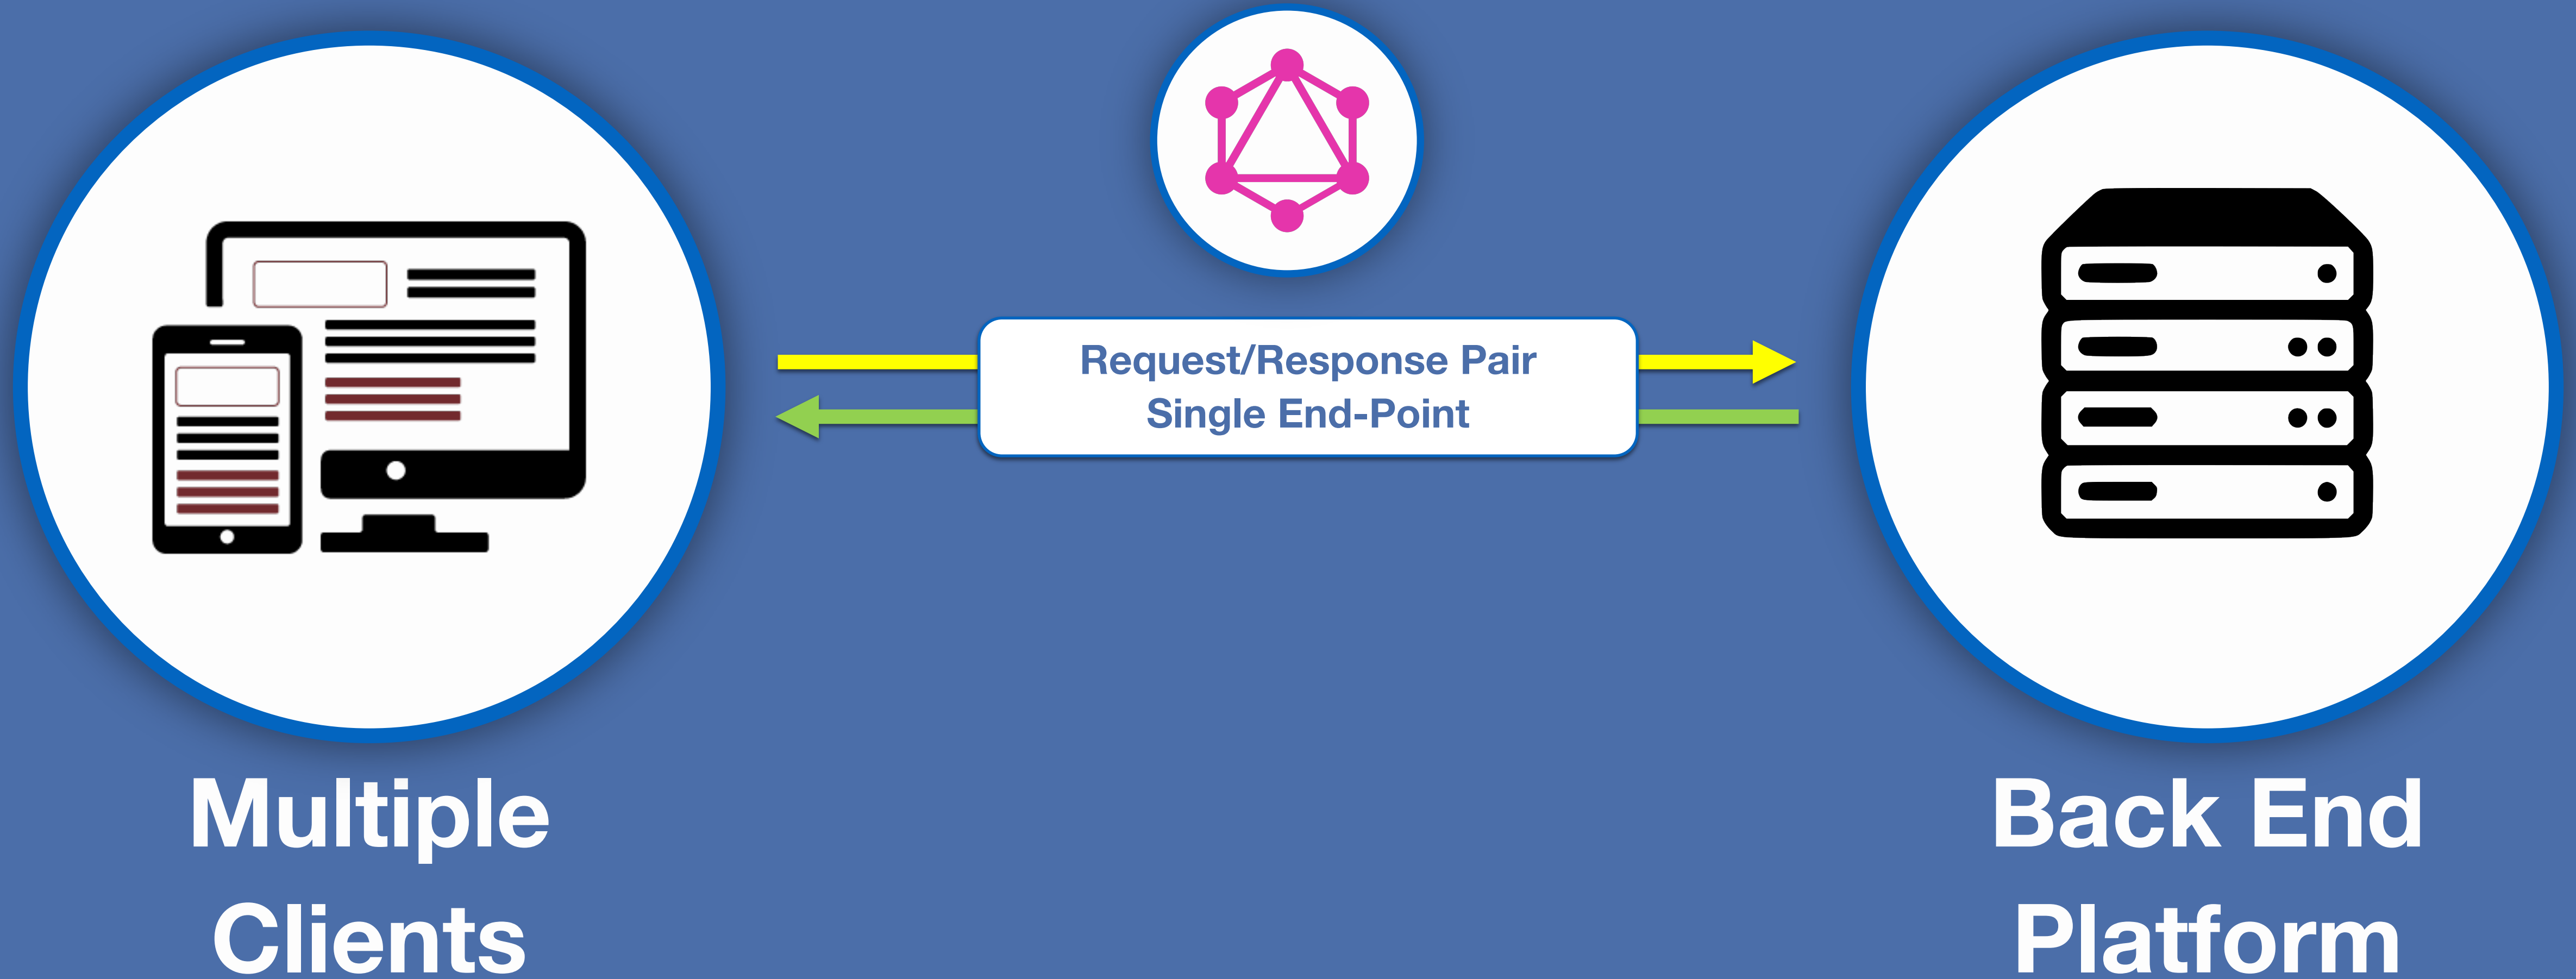 Request/Response Pair
Single End-Point
Multiple
Clients
Back End
Platform